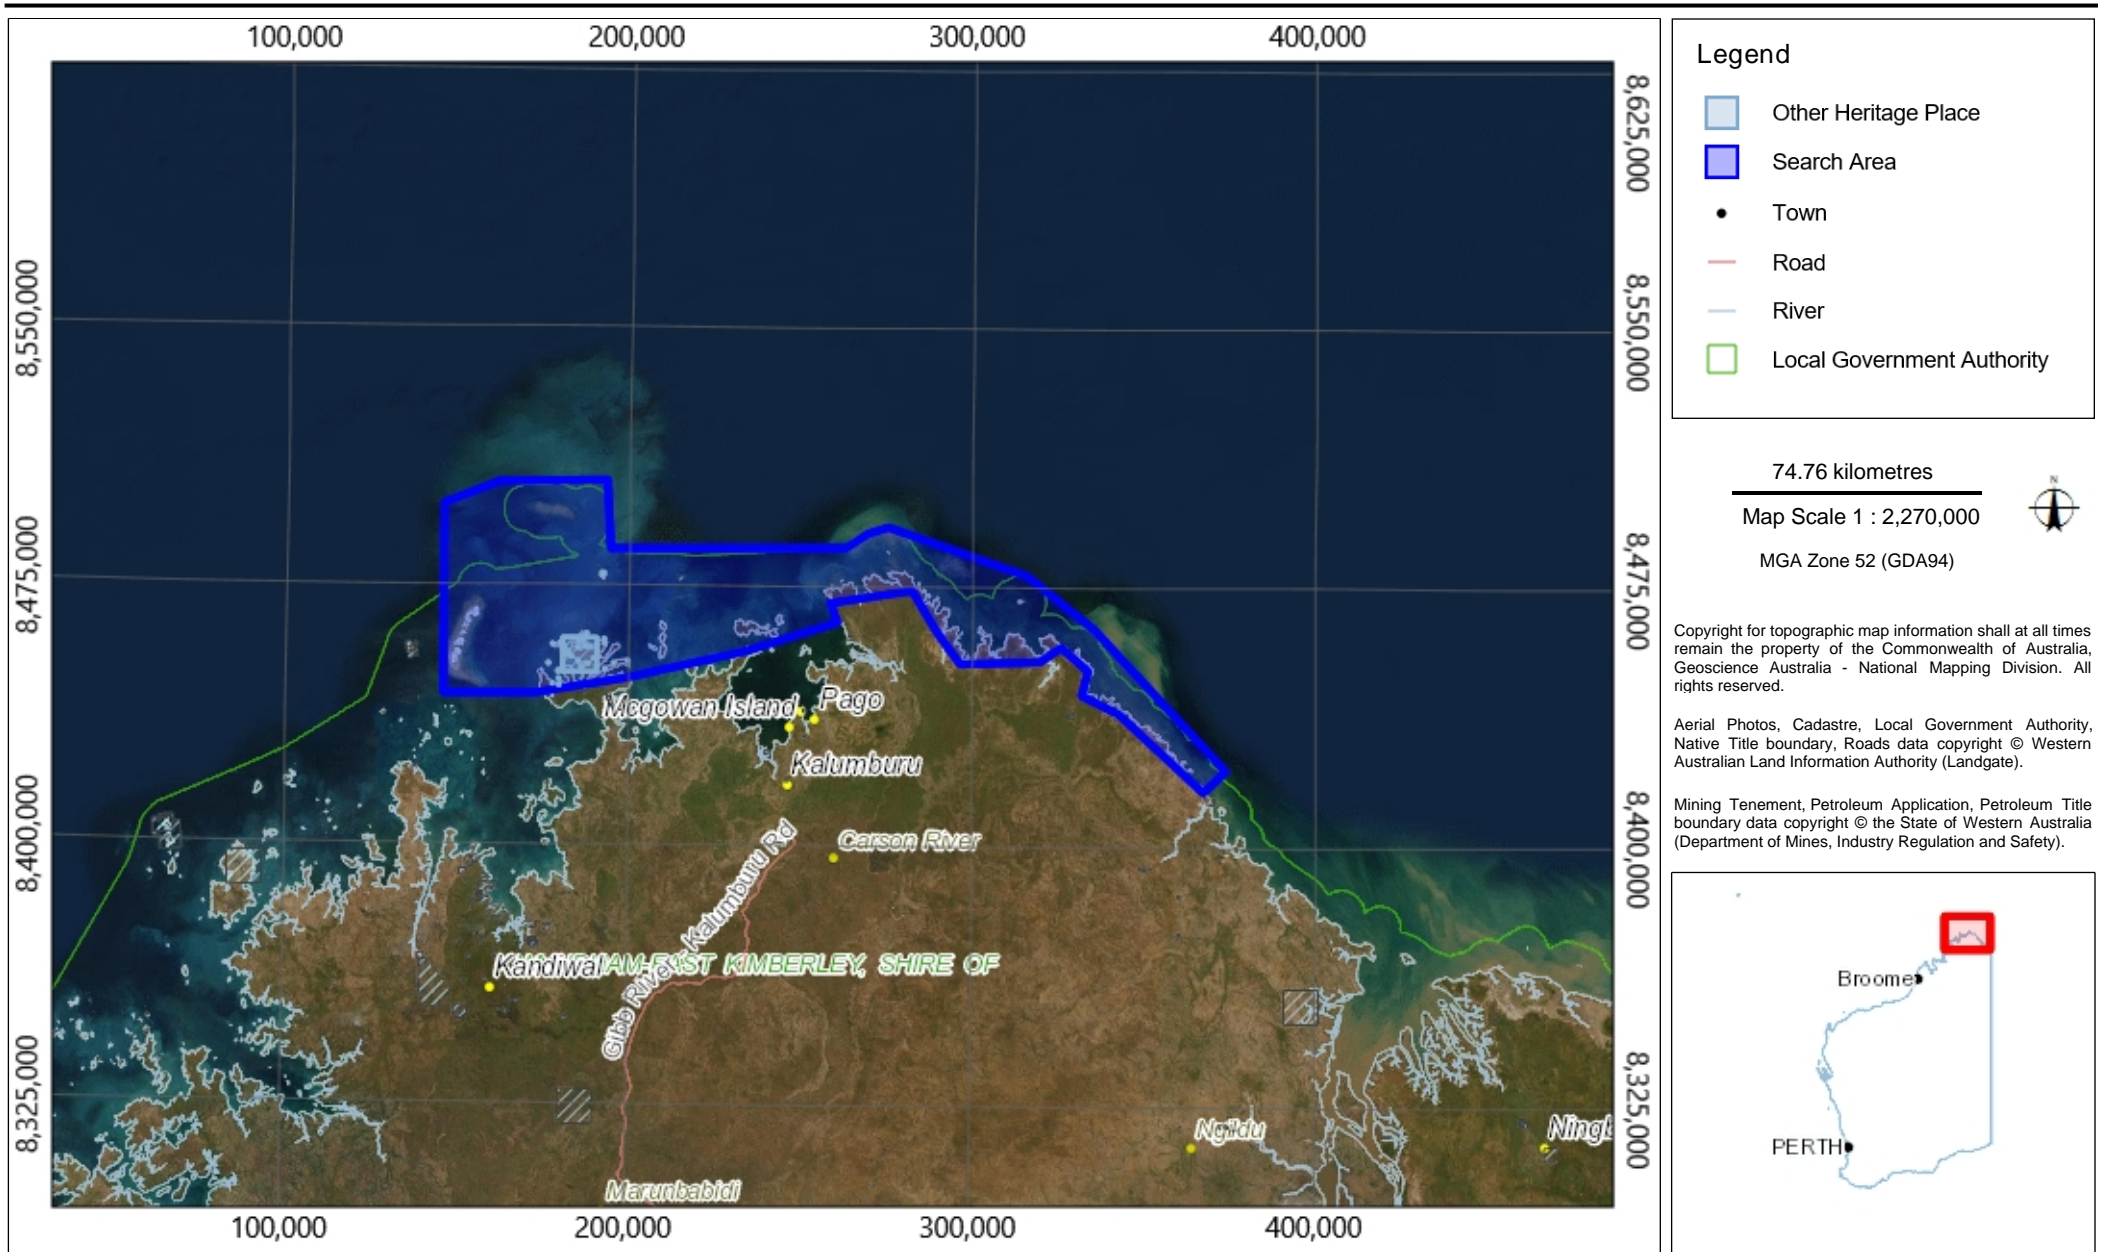 100,000
200,000
300,000
400,000
8,625,000
8,550,000
8,550,000
8,475,000
8,475,000
8,400,000
8,400,000
8,325,000
8,325,000
Mcgowan Island
Pago
Kalumburu
Carson River
Gibb River Kalumburu Rd
Kandiwal
AM-EAST KIMBERLEY, SHIRE OF
Ngildu
Marunbabidi
100,000
200,000
300,000
400,000
Legend
Other Heritage Place
Search Area
Town
Road
River
Local Government Authority
74.76 kilometres
Map Scale 1 : 2,270,000
MGA Zone 52 (GDA94)
N
Copyright for topographic map information shall at all times
remain the property of the Commonwealth of Australia,
Geoscience Australia - National Mapping Division. All
rights reserved.
Aerial Photos, Cadastre, Local Government Authority,
Native Title boundary, Roads data copyright © Western
Australian Land Information Authority (Landgate).
Mining Tenement, Petroleum Application, Petroleum Title
boundary data copyright © the State of Western Australia
(Department of Mines, Industry Regulation and Safety).
Broome
PERTH